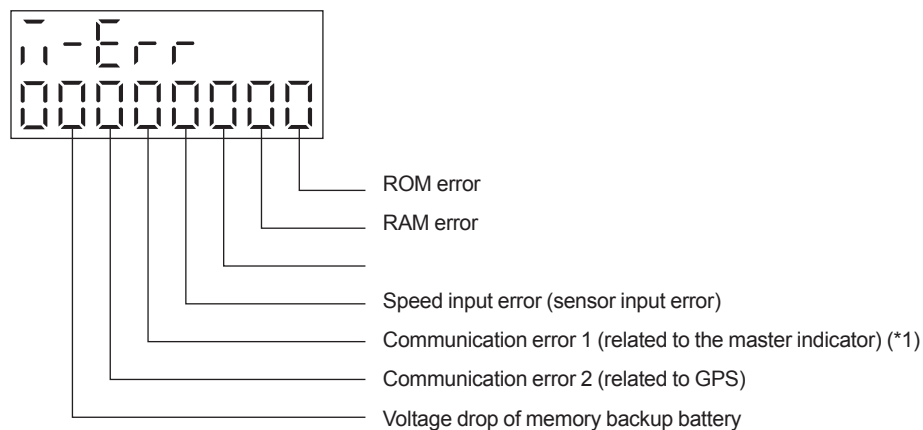 M-Err
00000000
ROM error
RAM error
Speed input error (sensor input error)
Communication error 1 (related to the master indicator) (*1)
Communication error 2 (related to GPS)
Voltage drop of memory backup battery